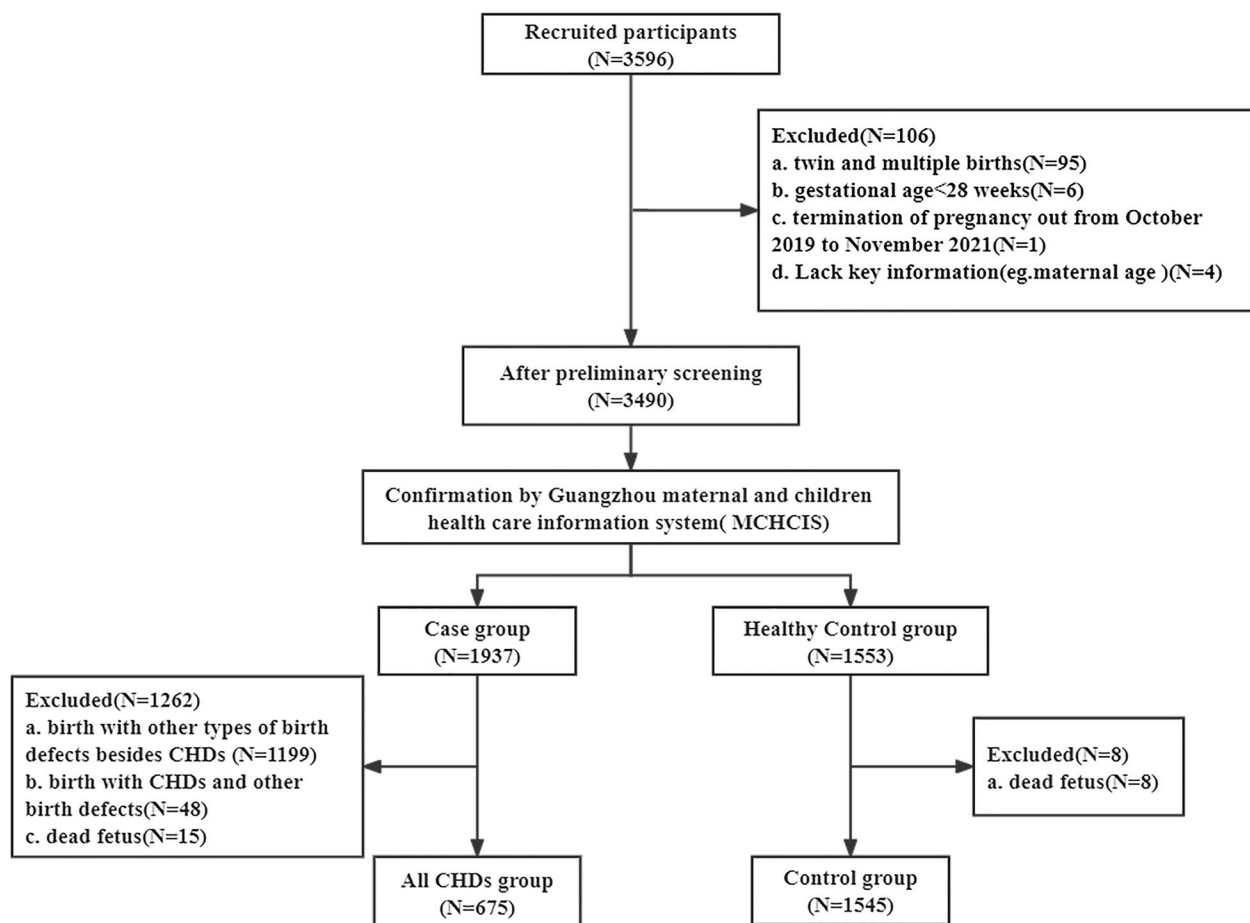 Recruited participants
(N=3596)
Excluded(N=106)
a. twin and multiple births(N=95)
b. gestational age<28 weeks(N=6)
c. termination of pregnancy out from October
2019 to November 2021(N=1)
d. Lack key information(eg.maternal age )(N=4)
After preliminary screening
(N=3490)
Confirmation by Guangzhou maternal and children
health care information system( MCHCIS)
Case group
(N=1937)
Healthy Control group
(N=1553)
Excluded(N=1262)
a. birth with other types of birth
defects besides CHDs (N=1199)
b. birth with CHDs and other
birth defects(N=48)
c. dead fetus(N=15)
Excluded(N=8)
a. dead fetus(N=8)
All CHDs group
(N=675)
Control group
(N=1545)